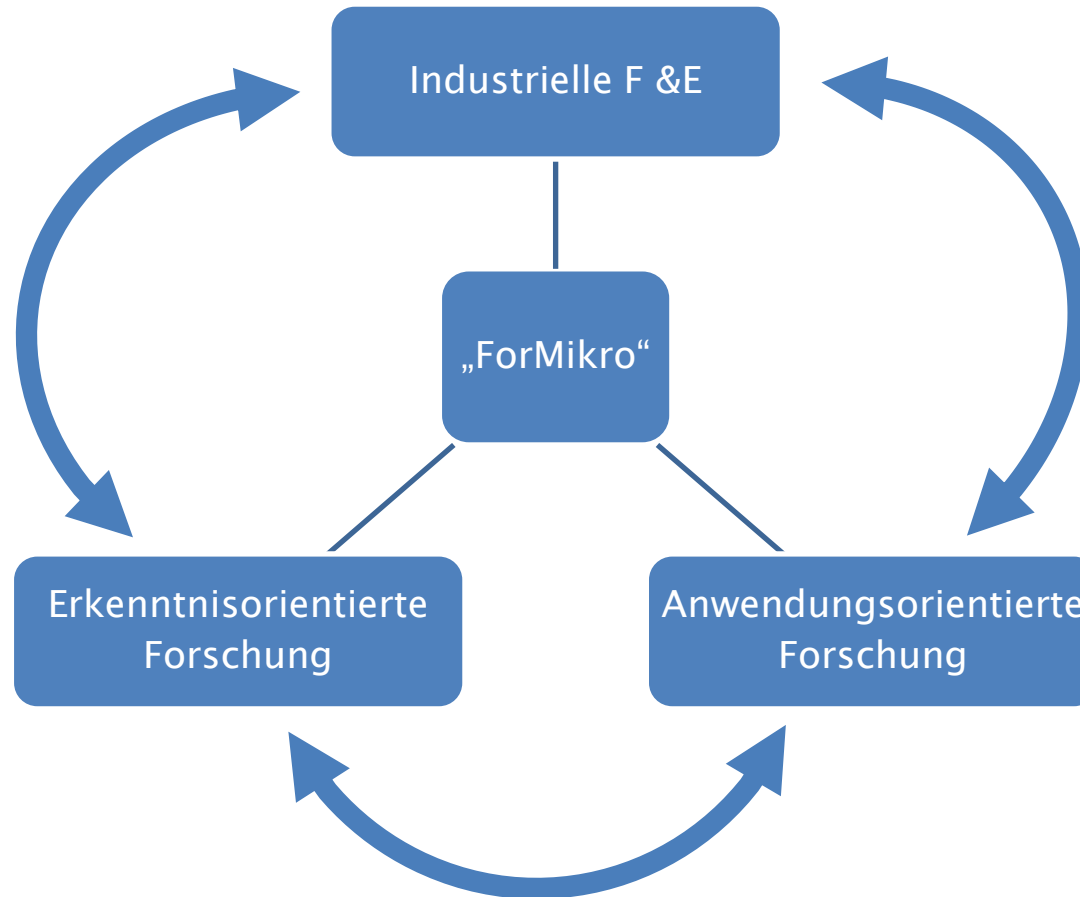 Industrielle F &E
„ForMikro“
Erkenntnisorientierte
Forschung
Anwendungsorientierte
Forschung